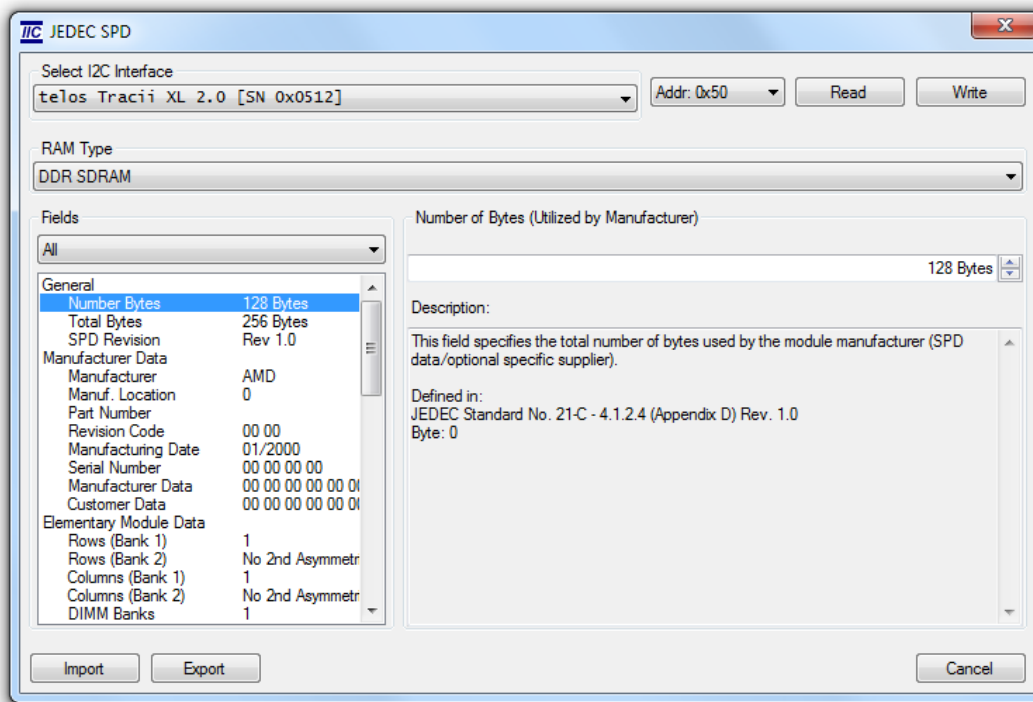 IIC JEDEC SPD
Select I2C Interface
telos Tracii XL 2.0 [SN 0x0512]
Addr: 0x50
Read
Write
RAM Type
DDR SDRAM
Fields
All
General
Number Bytes 128 Bytes
Total Bytes 256 Bytes
SPD Revision Rev 1.0
Manufacturer Data
Manufacturer AMD
Manuf. Location 0
Part Number
Revision Code 00 00
Manufacturing Date 01/2000
Serial Number 00 00 00 00
Manufacturer Data 00 00 00 00 00 0
Customer Data 00 00 00 00 00 0
Elementary Module Data
Rows (Bank 1) 1
Rows (Bank 2) No 2nd Asymmetr
Columns (Bank 1) 1
Columns (Bank 2) No 2nd Asymmetr
DIMM Banks 1
Number of Bytes (Utilized by Manufacturer)
128 Bytes
Description:
This field specifies the total number of bytes used by the module manufacturer (SPD
data/optional specific supplier).
Defined in:
JEDEC Standard No. 21-C - 4.1.2.4 (Appendix D) Rev. 1.0
Byte: 0
Import
Export
Cancel